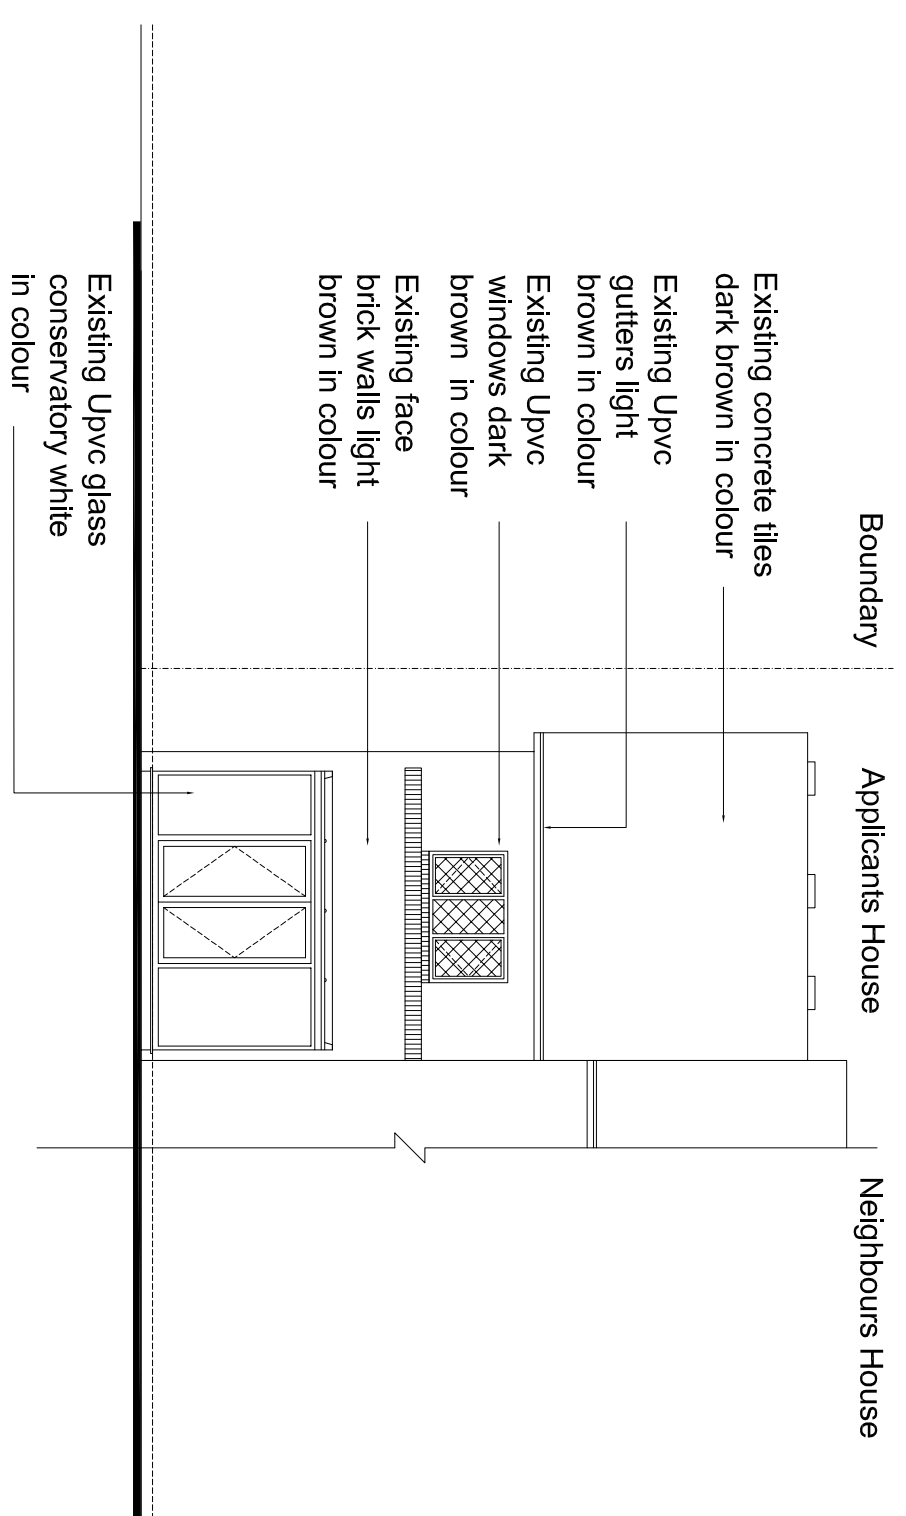 Boundary
Applicants House
Neighbours House
Existing concrete tiles
dark brown in colour
Existing Upvc
gutters light
brown in colour
Existing Upvc
windows dark
brown in colour
Existing face
brick walls light
brown in colour
Existing Upvc glass
conservatory white
in colour